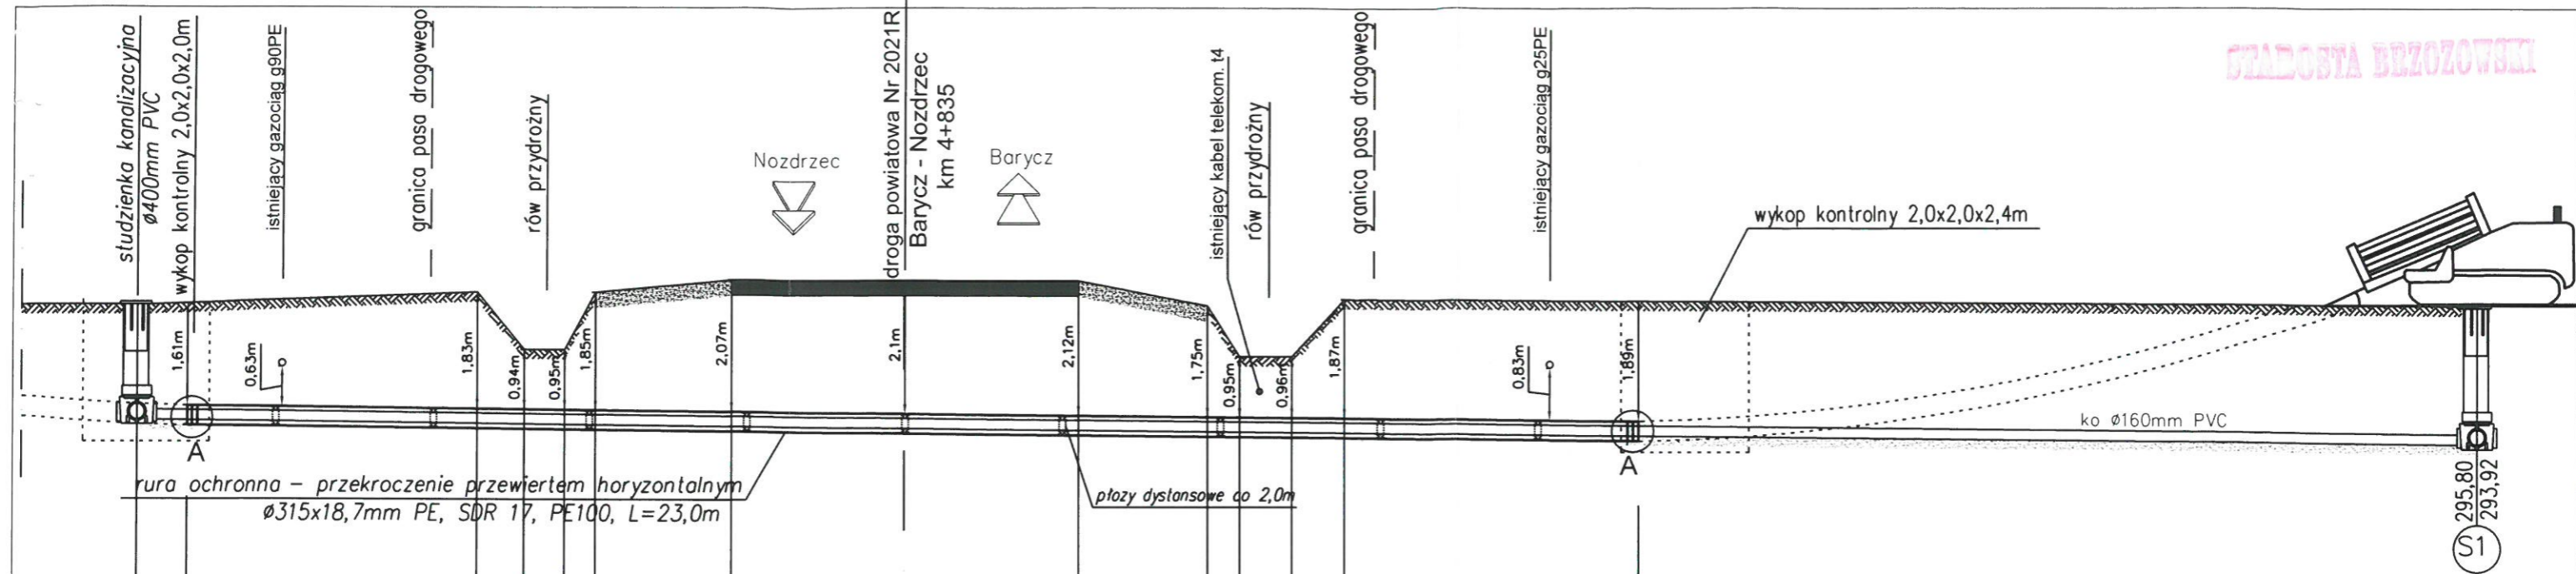 STAROSTA BRZOZOWSKI
studzienka kanalizacyjna
ø400mm PVC
wykop kontrolny 2,0x2,0x2,0m
istniejący gazociąg g90PE
granica pasa drogowego
rów przydrożny
Nozdrzec
droga powiatowa Nr 2021R
Barycz - Nozdrzec
km 4+835
Barycz
istniejący kabel telekom. t4
rów przydrożny
granica pasa drogowego
istniejący gazociąg g25PE
wykop kontrolny 2,0x2,0x2,4m
1,61m
0,63m
1,83m
0,94m
0,95m
1,85m
2,07m
2,1m
2,12m
1,75m
0,95m
0,96m
1,87m
0,83m
1,89m
ko ø160mm PVC
A
A
rura ochronna – przekroczenie przewiertem horyzontalnym
ø315x18,7mm PE, SDR 17, PE100, L=23,0m
płozy dystansowe co 2,0m
295,80
293,92
S1